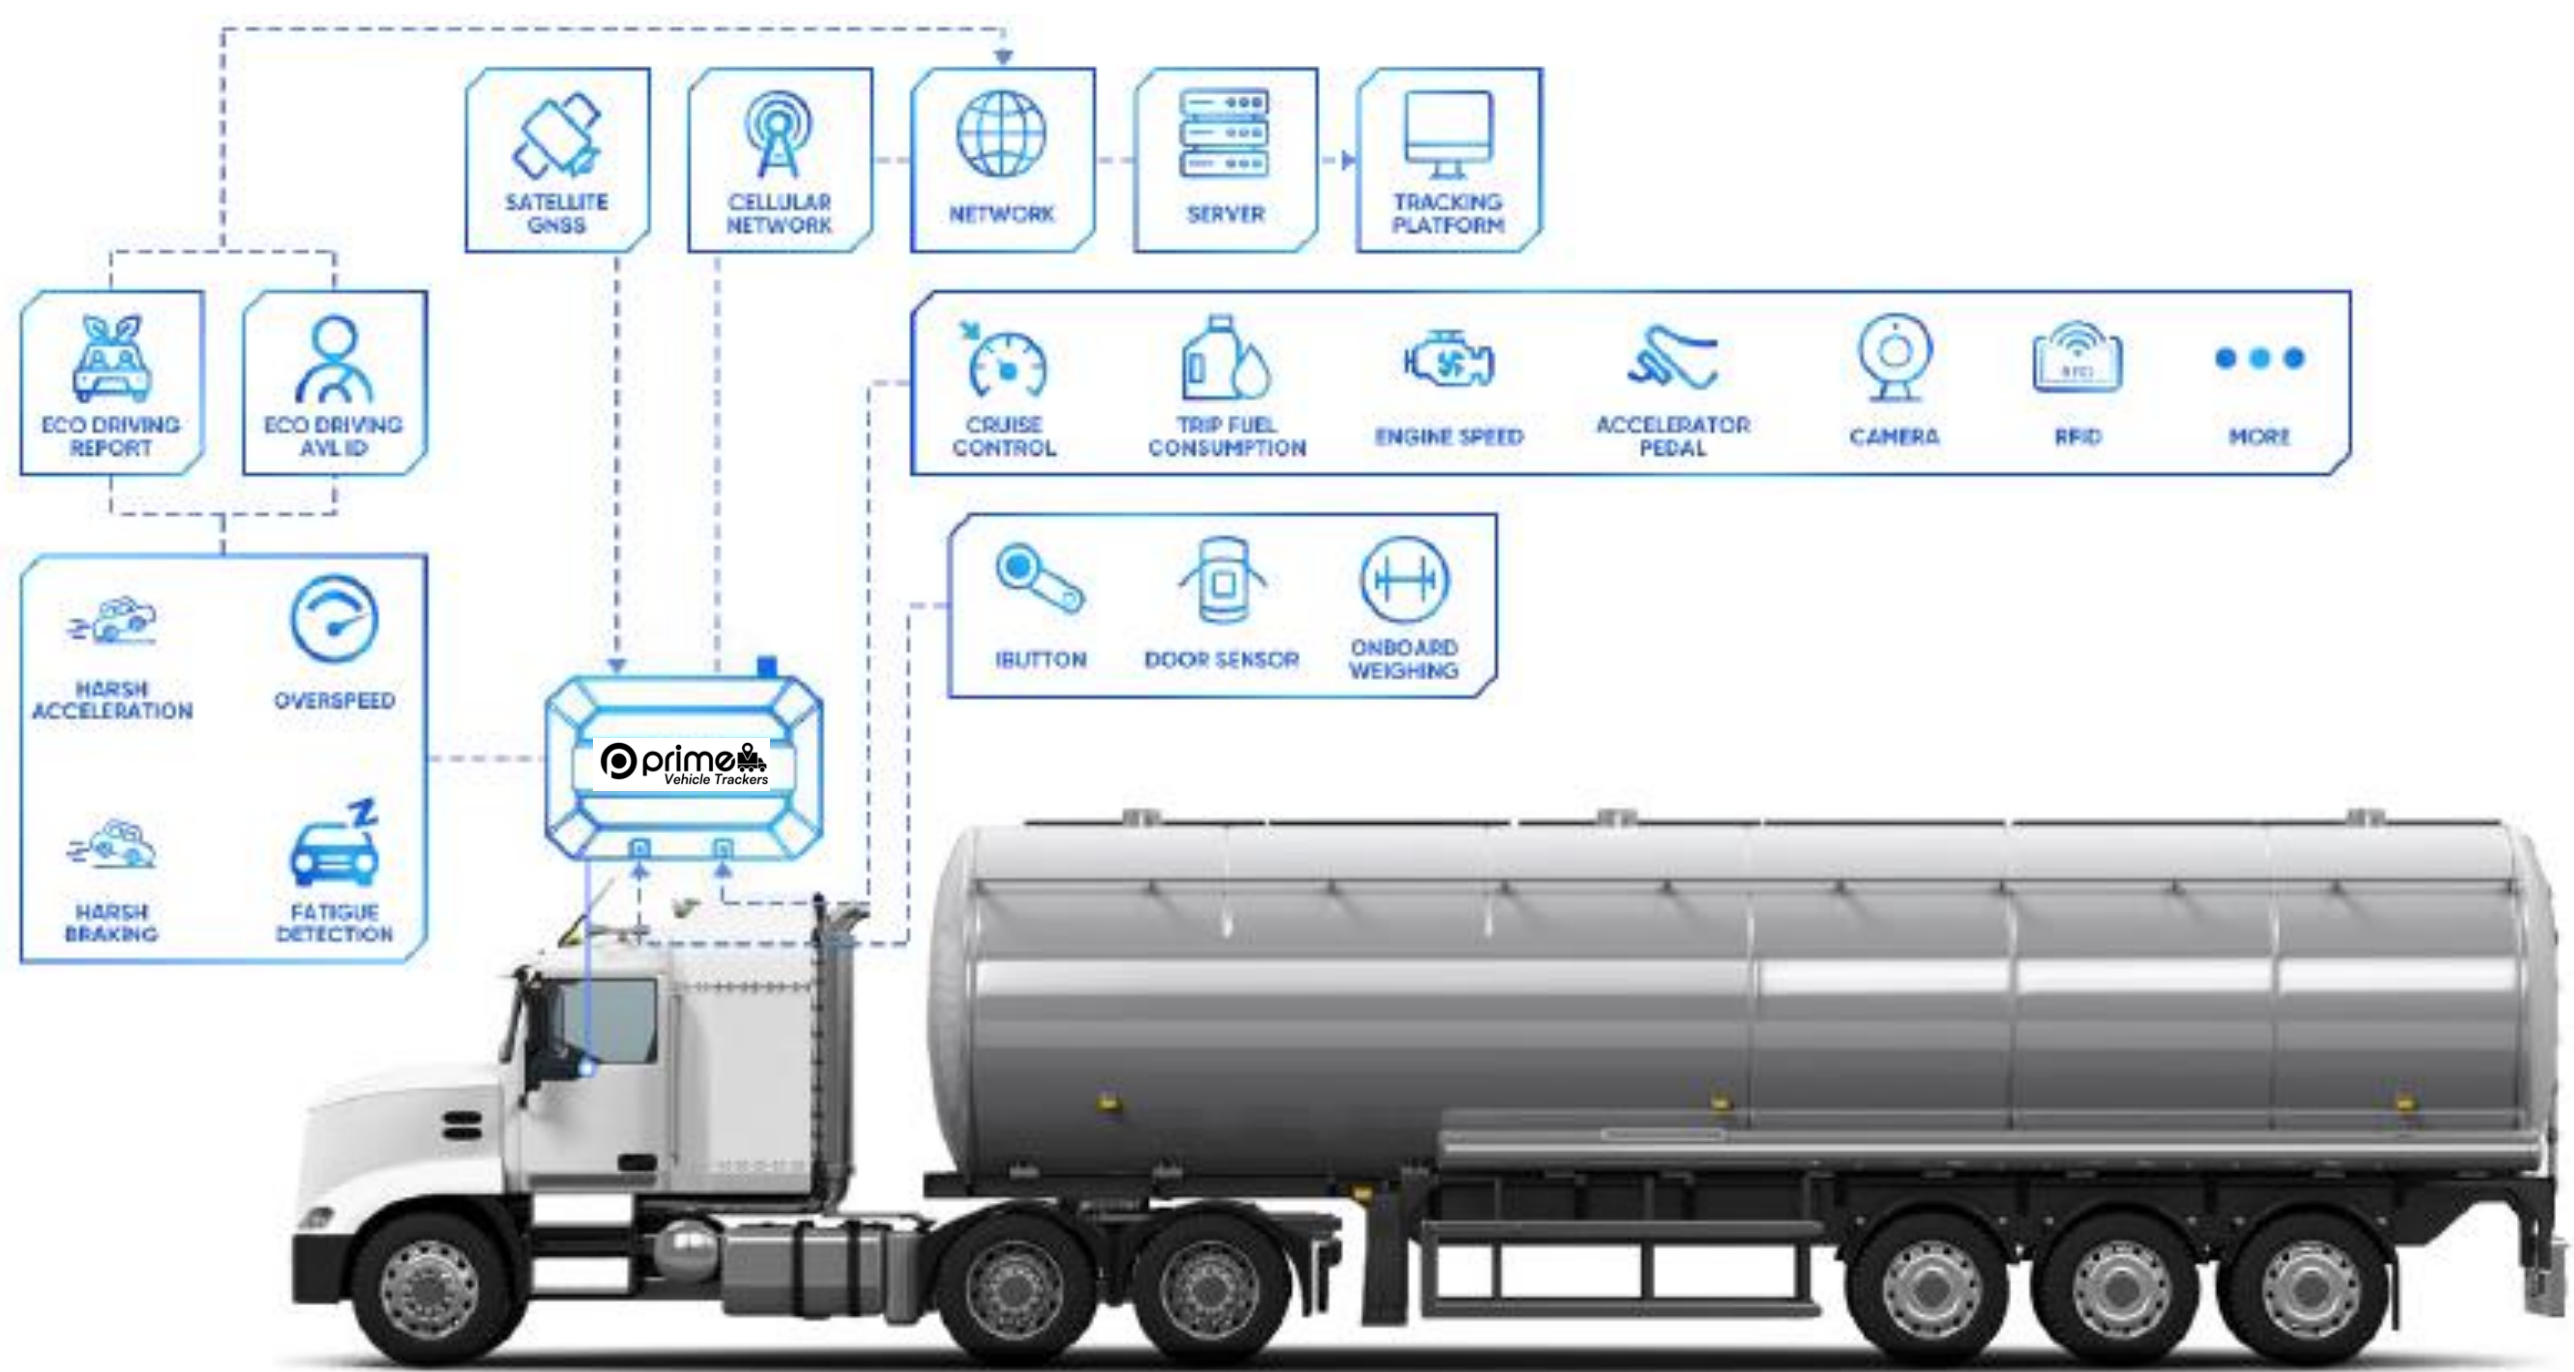 SATELLITE
GNSS
CELLULAR
NETWORK
NETWORK
SERVER
TRACKING
PLATFORM
ECO DRIVING
REPORT
ECO DRIVING
AVL ID
CRUISE
CONTROL
TRIP FUEL
CONSUMPTION
ENGINE SPEED
ACCELERATOR
PEDAL
CAMERA
RFID
RFID
MORE
IBUTTON
DOOR SENSOR
ONBOARD
WEIGHING
HARSH
ACCELERATION
OVERSPEED
HARSH
BRAKING
Z
FATIGUE
DETECTION
prime
Vehicle Trackers